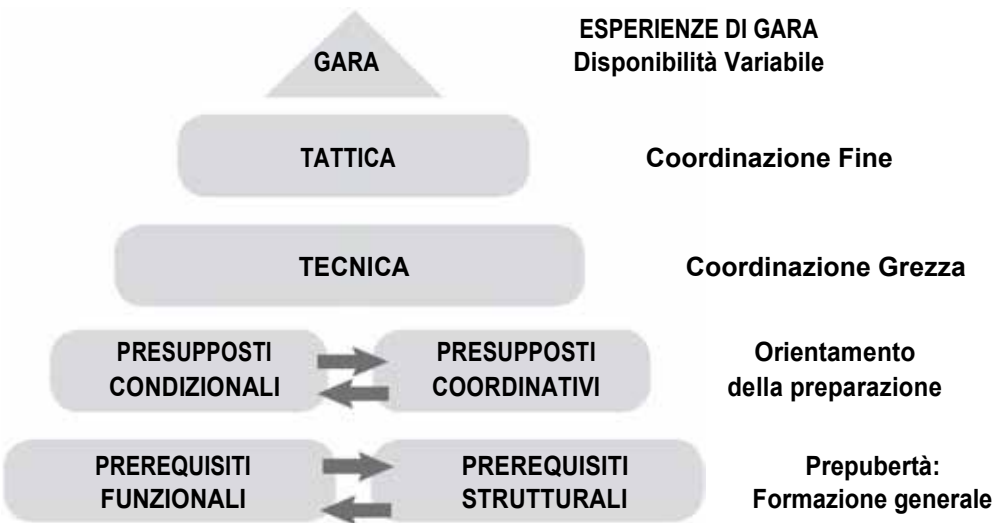 GARA
ESPERIENZE DI GARA
Disponibilità Variabile
TATTICA
Coordinazione Fine
TECNICA
Coordinazione Grezza
PRESUPPOSTI
CONDIZIONALI
PRESUPPOSTI
COORDINATIVI
Orientamento
della preparazione
PREREQUISITI
FUNZIONALI
PREREQUISITI
STRUTTURALI
Prepubertà:
Formazione generale